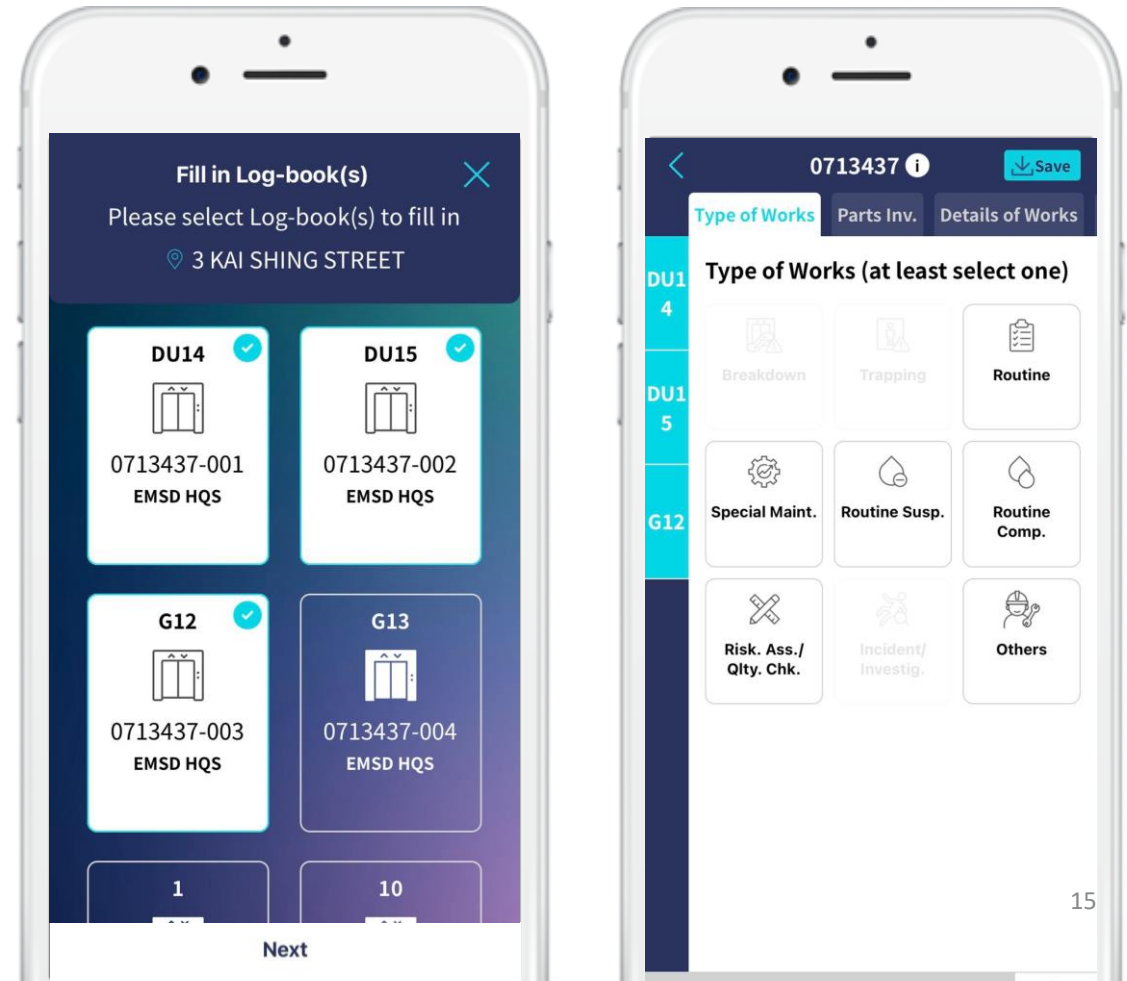 Fill in Log-book(s)
Please select Log-book(s) to fill in
3 KAI SHING STREET
DU14
DU15
0713437-001
0713437-002
EMSD HQS
EMSD HQS
G12
G13
0713437-003
0713437-004
EMSD HQS
EMSD HQS
1
10
Next
0713437 i
Save
Type of Works
Parts Inv.
Details of Works
DU1
4
DU1
5
G12
Type of Works (at least select one)
Breakdown
Trapping
Routine
Special Maint.
Routine Susp.
Routine
Comp.
Risk. Ass./
Qlty. Chk.
Incident/
Investig.
Others
15